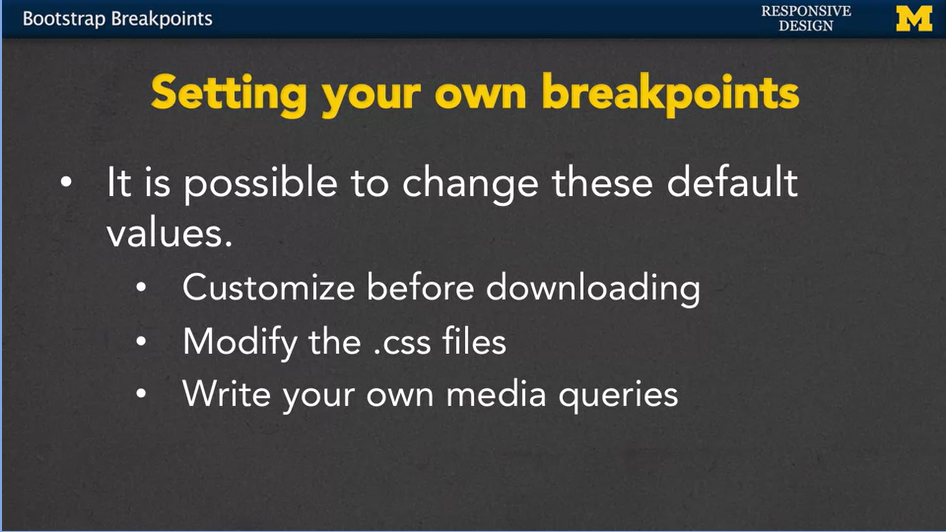 Bootstrap Breakpoints
RESPONSIVE
DESIGN
M
Setting your own breakpoints
• It is possible to change these default
values.
• Customize before downloading
• Modify the .css files
• Write your own media queries